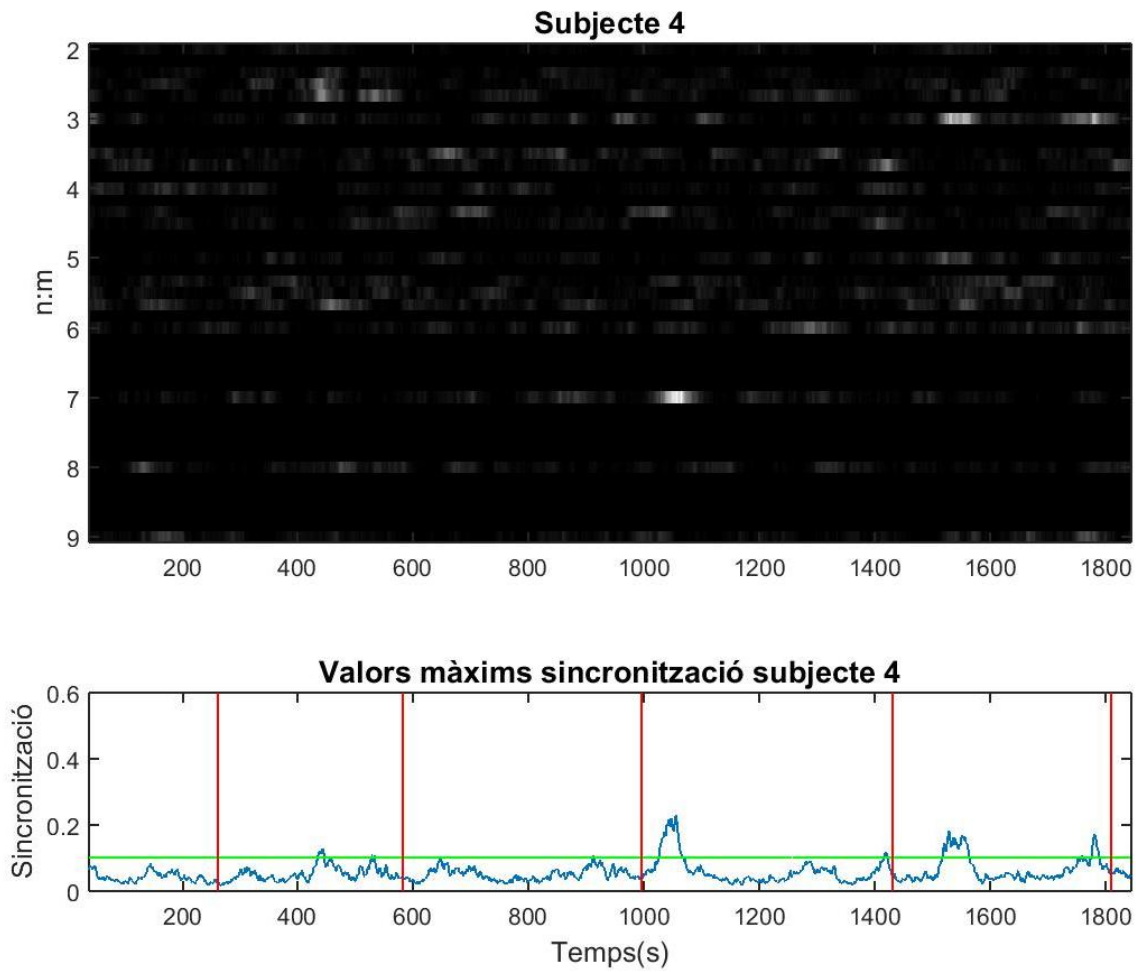 Subjecte 4
2
3
4
5
6
7
8
9
n:m
200 400 600 800 1000 1200 1400 1600 1800
Valors màxims sincronització subjecte 4
0.6
0.4
0.2
0
Sincronització
200 400 600 800 1000 1200 1400 1600 1800
Temps(s)